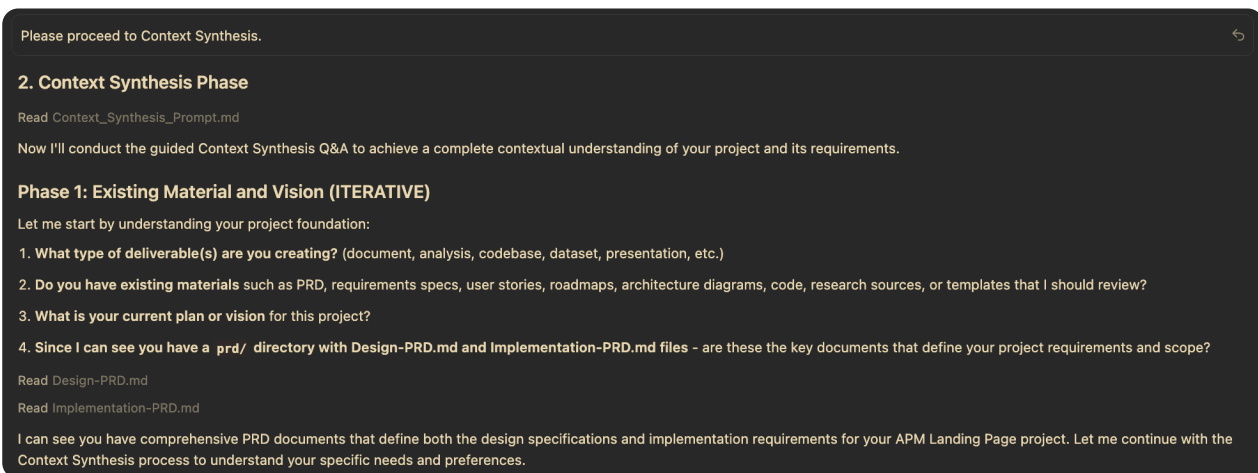 Please proceed to Context Synthesis.
2. Context Synthesis Phase
Read Context_Synthesis_Prompt.md
Now I'll conduct the guided Context Synthesis Q&A to achieve a complete contextual understanding of your project and its requirements.
Phase 1: Existing Material and Vision (ITERATIVE)
Let me start by understanding your project foundation:
1. What type of deliverable(s) are you creating? (document, analysis, codebase, dataset, presentation, etc.)
2. Do you have existing materials such as PRD, requirements specs, user stories, roadmaps, architecture diagrams, code, research sources, or templates that I should review?
3. What is your current plan or vision for this project?
4. Since I can see you have a prd/ directory with Design-PRD.md and Implementation-PRD.md files - are these the key documents that define your project requirements and scope?
Read Design-PRD.md
Read Implementation-PRD.md
I can see you have comprehensive PRD documents that define both the design specifications and implementation requirements for your APM Landing Page project. Let me continue with the
Context Synthesis process to understand your specific needs and preferences.